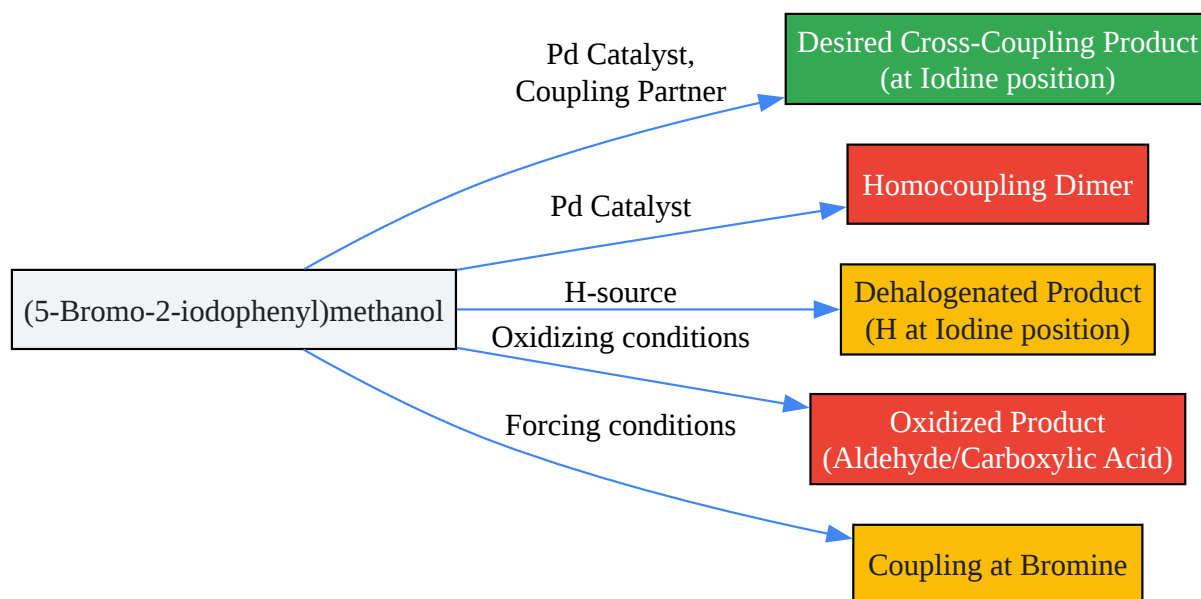 Pd Catalyst,
Coupling Partner
Desired Cross-Coupling Product
(at Iodine position)
Pd Catalyst
Homocoupling Dimer
(5-Bromo-2-iodophenyl)methanol
H-source
Dehalogenated Product
(H at Iodine position)
Oxidizing conditions
Oxidized Product
(Aldehyde/Carboxylic Acid)
Forcing conditions
Coupling at Bromine